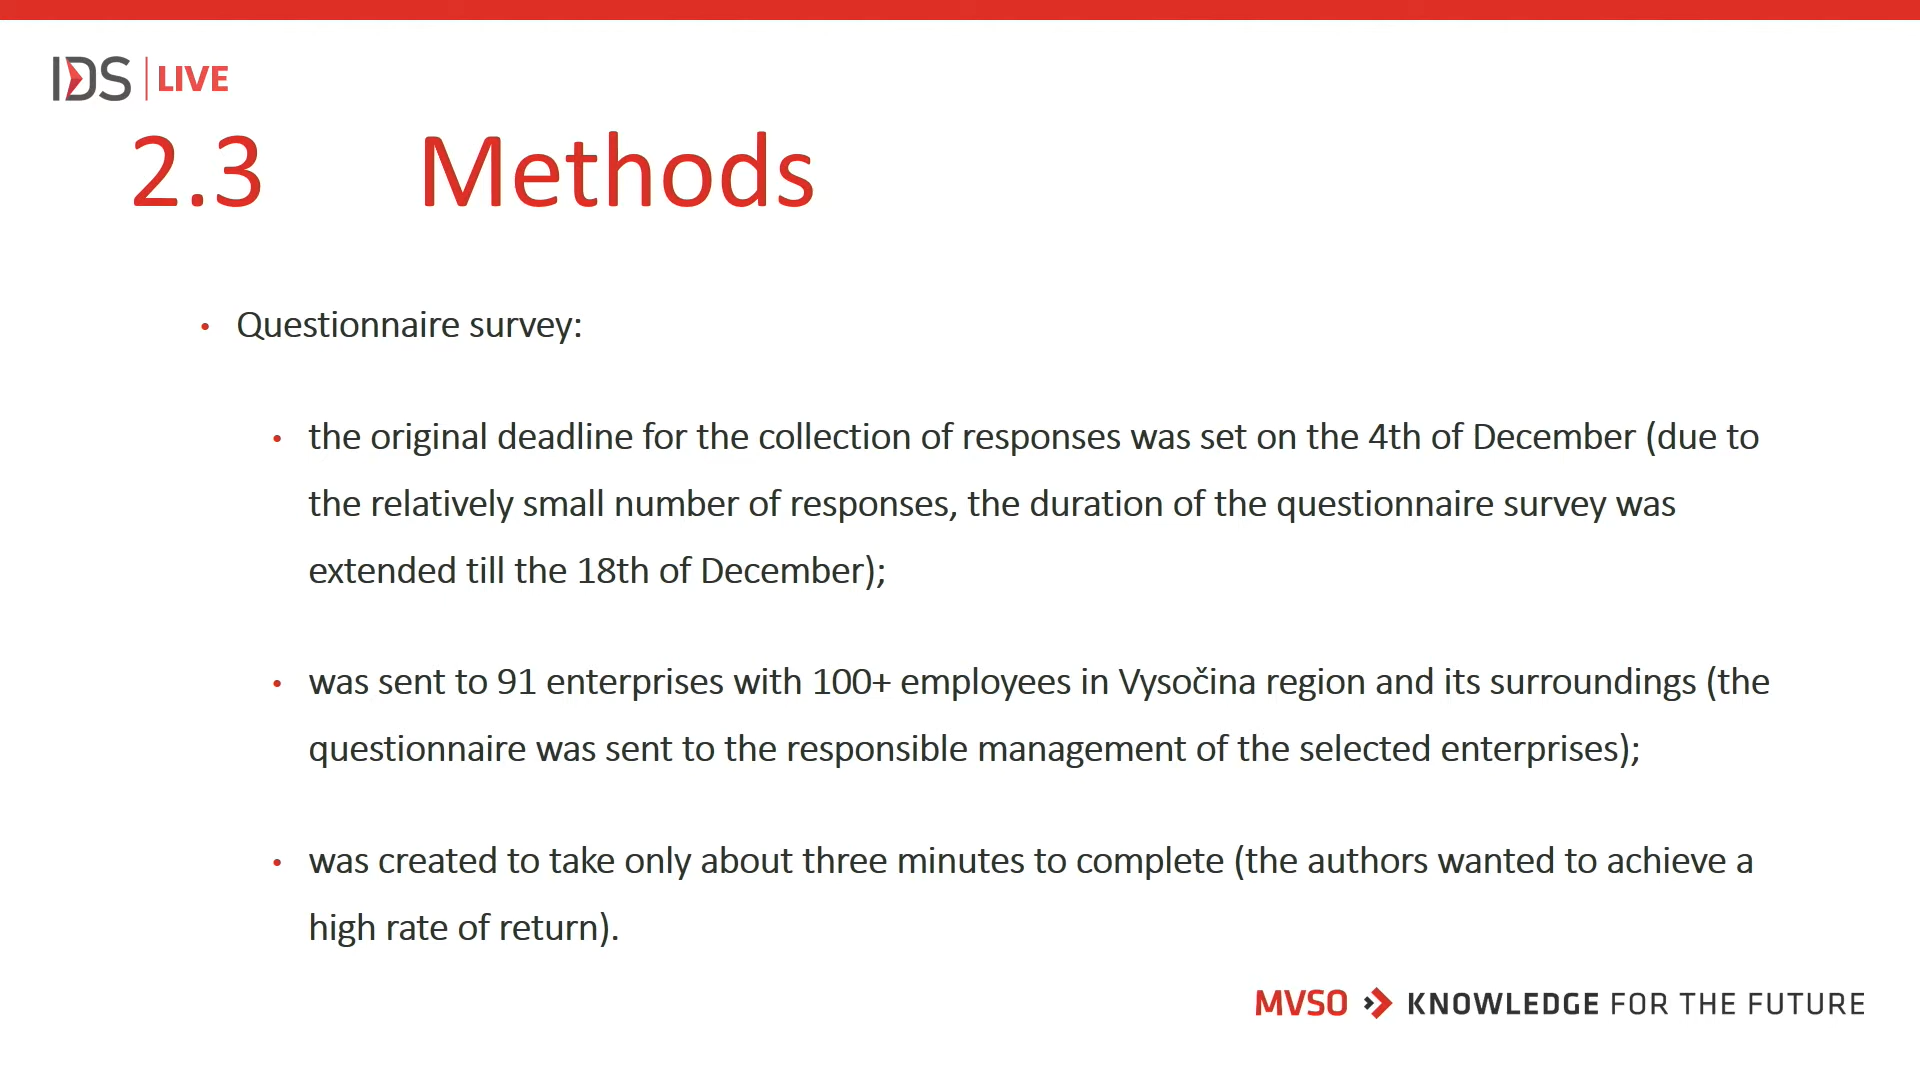 IDS LIVE
2.3 Methods
• Questionnaire survey:
• the original deadline for the collection of responses was set on the 4th of December (due to
the relatively small number of responses, the duration of the questionnaire survey was
extended till the 18th of December);
• was sent to 91 enterprises with 100+ employees in Vysočina region and its surroundings (the
questionnaire was sent to the responsible management of the selected enterprises);
• was created to take only about three minutes to complete (the authors wanted to achieve a
high rate of return).
MVSO KNOWLEDGE FOR THE FUTURE